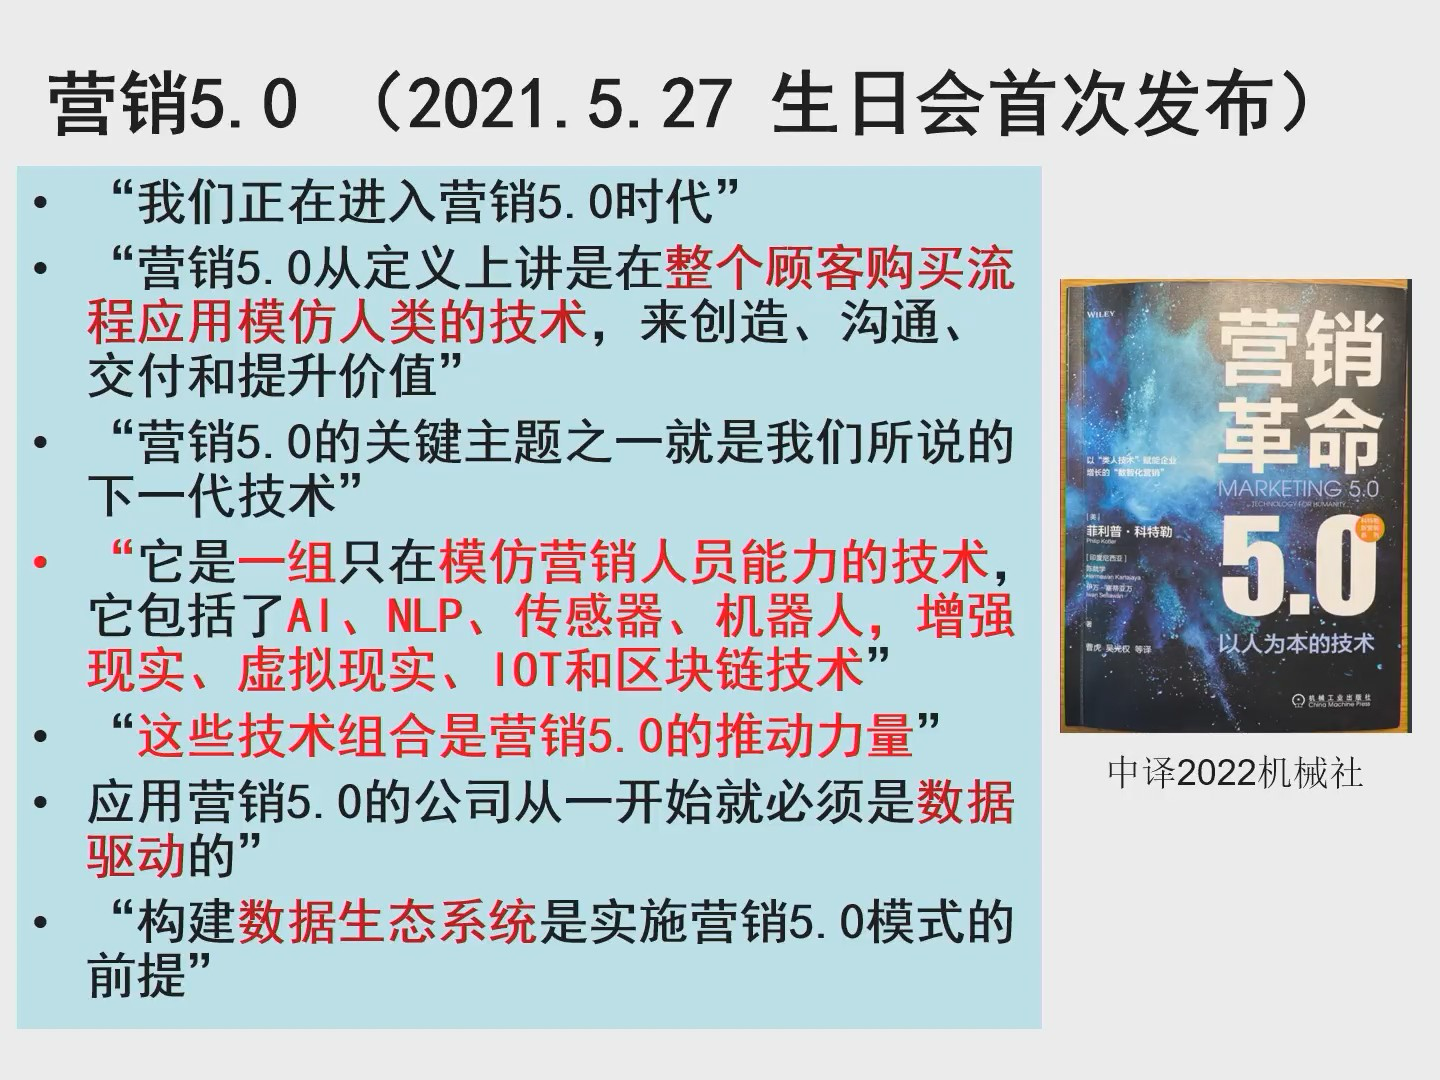 营销5.0 （2021.5.27 生日会首次发布）
• “我们正在进入营销5.0时代”
• “营销5.0从定义上讲是在整个顾客购买流
程应用模仿人类的技术，来创造、沟通、
交付和提升价值”
• “营销5.0的关键主题之一就是我们所说的
下一代技术”
• “它是一组只在模仿营销人员能力的技术，
它包括了AI、NLP、传感器、机器人，增强
现实、虚拟现实、IOT和区块链技术”
• “这些技术组合是营销5.0的推动力量”
• 应用营销5.0的公司从一开始就必须是数据
驱动的”
• “构建数据生态系统是实施营销5.0模式的
前提”
WILEY
营销
革命
MARKETING 5.0
TECHNOLOGY FOR HUMANITY
5.0
以“类人技术”赋能企业
增长的“数智化营销”
[美]
菲利普·科特勒
Philip Kotler
[印度尼西亚]
Hermawan Kartajaya
著
曹虎 吴光权 等译
以人为本的技术
机械工业出版社
China Machine Press
中译2022机械社